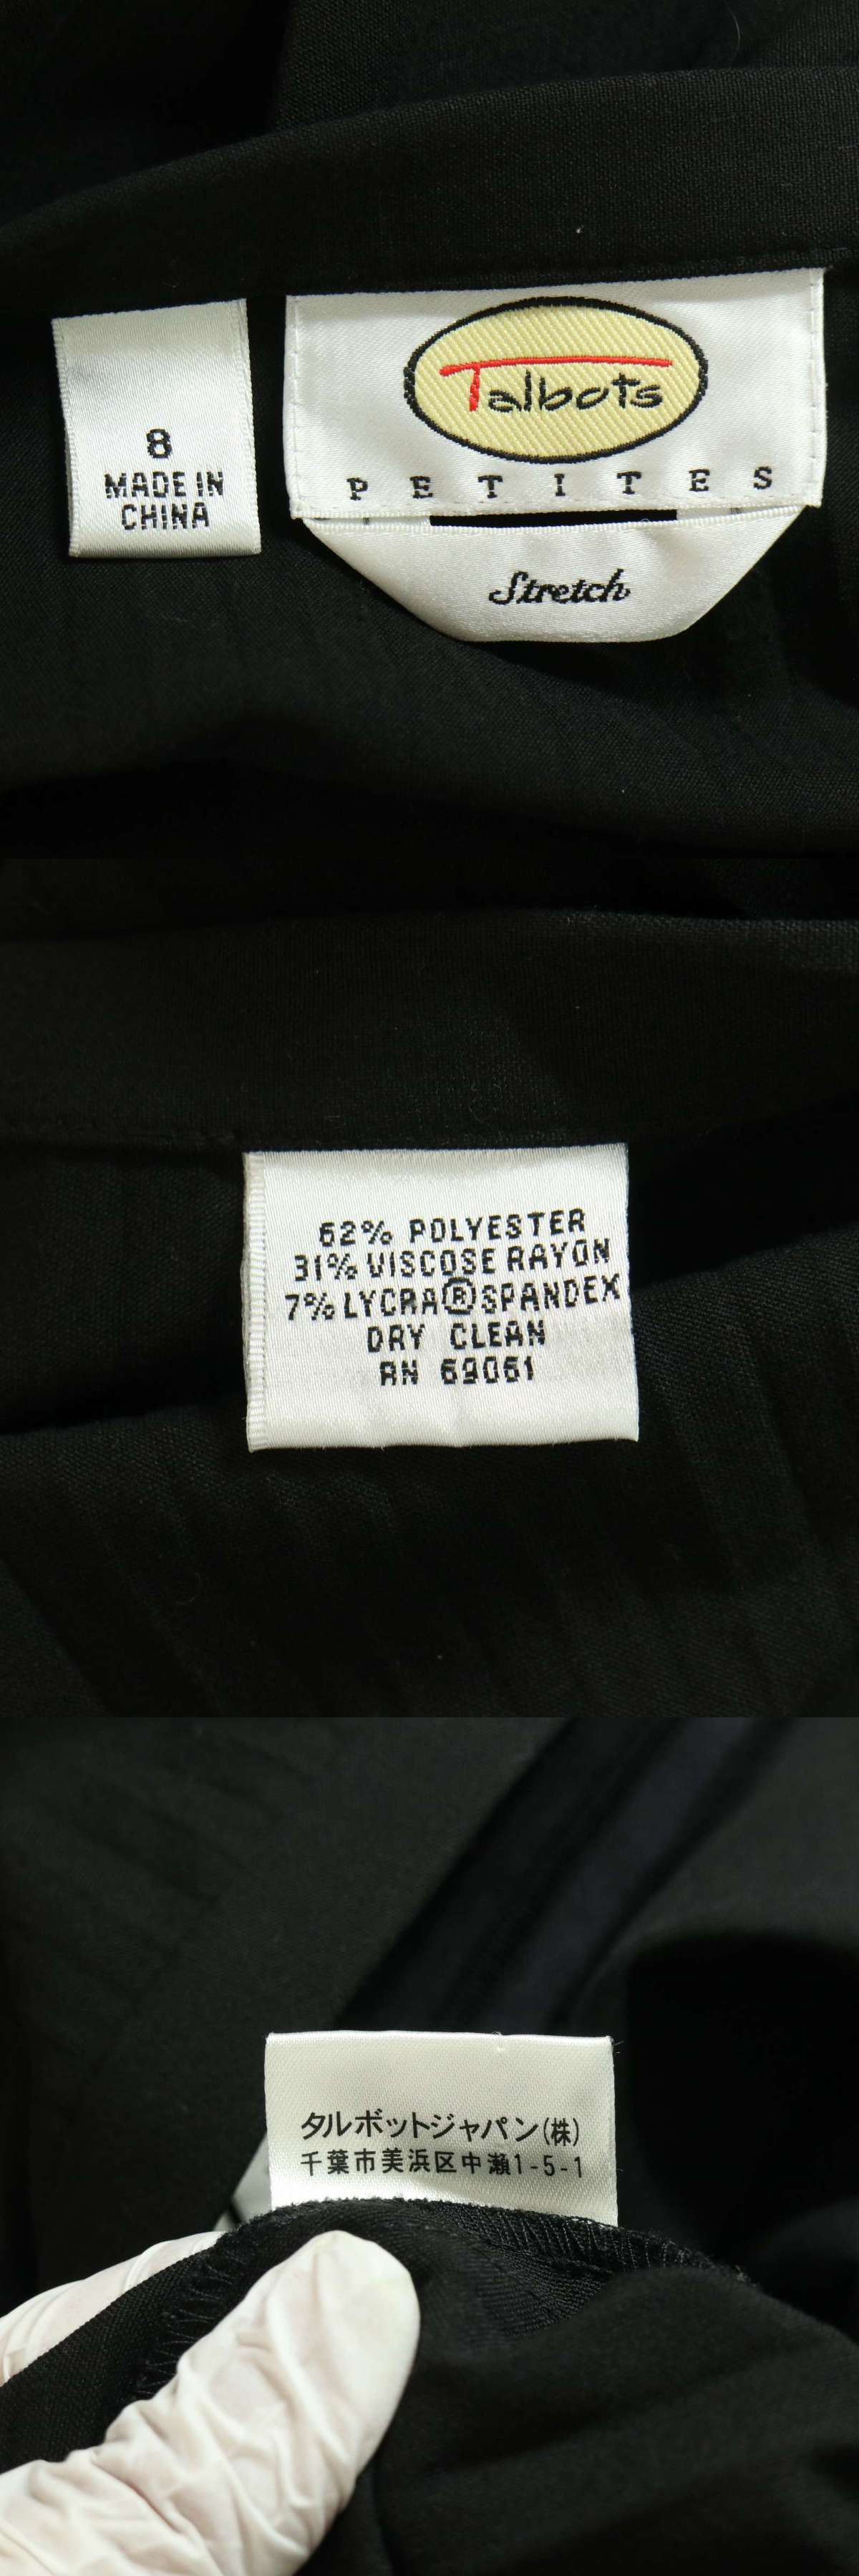 8
MADE IN
CHINA
Talbots
PETITES
Stretch
62% POLYESTER
31% VISCOSE RAYON
7% LYCRA®SPANDEX
DRY CLEAN
RN 69061
タルボットジャパン(株)
千葉市美浜区中瀬1-5-1